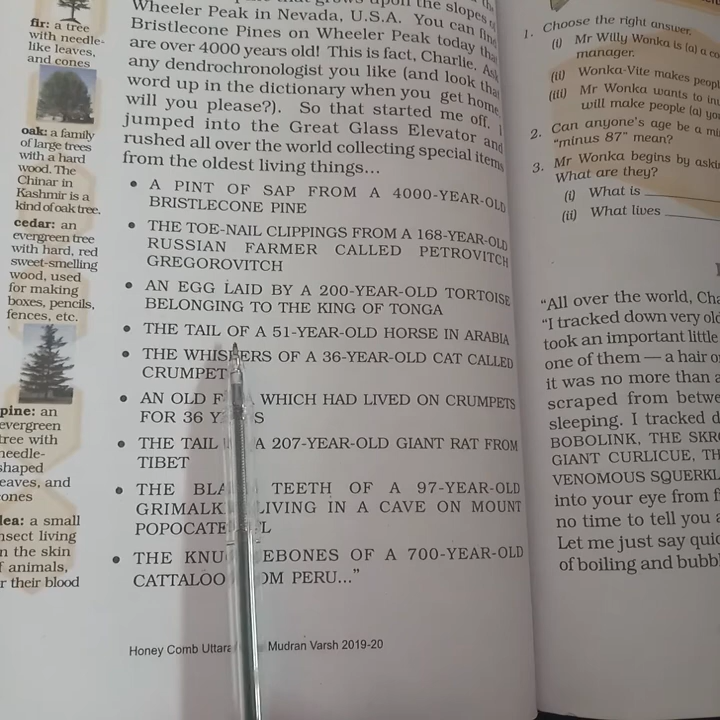 fir: a tree
with needle-
like leaves,
and cones
oak: a family
of large trees
with a hard
wood. The
Chinar in
Kashmir is a
kind of oak tree.
cedar: an
evergreen tree
with hard, red
sweet-smelling
wood, used
for making
boxes, pencils,
fences, etc.
pine: an
evergreen
tree with
needle-
shaped
leaves, and
cones
lea: a small
nsect living
n the skin
f animals,
r their blood
that grows upon the slopes of
Wheeler Peak in Nevada, U.S.A. You can find
Bristlecone Pines on Wheeler Peak today that
are over 4000 years old! This is fact, Charlie. Ask
any dendrochronologist you like (and look that
word up in the dictionary when you get home,
will you please?). So that started me off. I
jumped into the Great Glass Elevator and
rushed all over the world collecting special items
from the oldest living things...
• A PINT OF SAP FROM A 4000-YEAR-OLD
BRISTLECONE PINE
• THE TOE-NAIL CLIPPINGS FROM A 168-YEAR-OLD
RUSSIAN FARMER CALLED PETROVITCH
GREGOROVITCH
• AN EGG LAID BY A 200-YEAR-OLD TORTOISE
BELONGING TO THE KING OF TONGA
• THE TAIL OF A 51-YEAR-OLD HORSE IN ARABIA
• THE WHISKERS OF A 36-YEAR-OLD CAT CALLED
CRUMPET
• AN OLD F WHICH HAD LIVED ON CRUMPETS
FOR 36 Y S
• THE TAIL A 207-YEAR-OLD GIANT RAT FROM
TIBET
• THE BLA TEETH OF A 97-YEAR-OLD
GRIMALK LIVING IN A CAVE ON MOUNT
POPOCATE L
• THE KNU EBONES OF A 700-YEAR-OLD
CATTALOO OM PERU..."
Honey Comb Uttara Mudran Varsh 2019-20
1. Choose the right answer.
(i) Mr Willy Wonka is (a) a co
manager.
(ii) Wonka-Vite makes peopl
(iii) Mr Wonka wants to in
will make people (a) you
2. Can anyone's age be a mi
"minus 87" mean?
3. Mr Wonka begins by aski
What are they?
(i) What is
(ii) What lives
"All over the world, Cha
"I tracked down very old
took an important little
one of them — a hair o
it was no more than a
scraped from betwe
sleeping. I tracked d
BOBOLINK, THE SKR
GIANT CURLICUE, TH
VENOMOUS SQUERKL
into your eye from f
no time to tell you a
Let me just say quic
of boiling and bubb